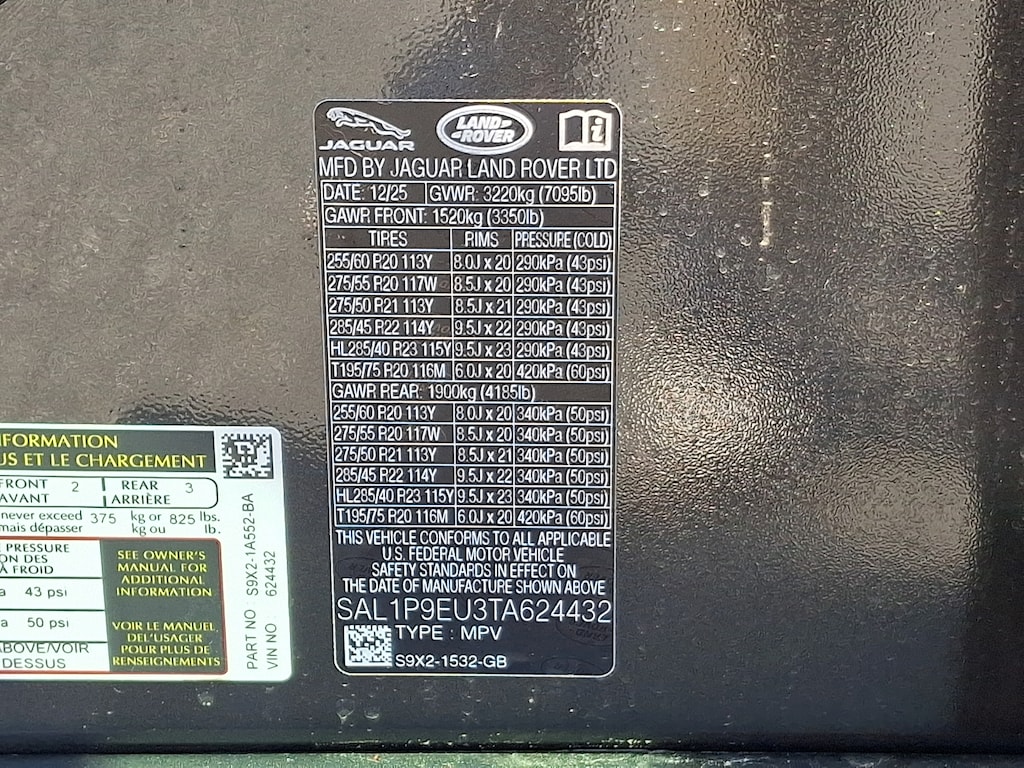 JAGUAR
LAND ROVER
MFD BY JAGUAR LAND ROVER LTD
DATE: 12/25 GVWR: 3220kg (7095lb)
GAWR FRONT: 1520kg (3350lb)
TIRES RIMS PRESSURE (COLD)
255/60 R20 113Y 8.0J x 20 290kPa (43psi)
275/55 R20 117W 8.5J x 20 290kPa (43psi)
275/50 R21 113Y 8.5J x 21 290kPa (43psi)
285/45 R22 114Y 9.5J x 22 290kPa (43psi)
HL285/40 R23 115Y 9.5J x 23 290kPa (43psi)
T195/75 R20 116M 6.0J x 20 420kPa (60psi)
GAWR REAR: 1900kg (4185lb)
255/60 R20 113Y 8.0J x 20 340kPa (50psi)
275/55 R20 117W 8.5J x 20 340kPa (50psi)
275/50 R21 113Y 8.5J x 21 340kPa (50psi)
285/45 R22 114Y 9.5J x 22 340kPa (50psi)
HL285/40 R23 115Y 9.5J x 23 340kPa (50psi)
T195/75 R20 116M 6.0J x 20 420kPa (60psi)
THIS VEHICLE CONFORMS TO ALL APPLICABLE
U.S. FEDERAL MOTOR VEHICLE
SAFETY STANDARDS IN EFFECT ON
THE DATE OF MANUFACTURE SHOWN ABOVE
SAL1P9EU3TA624432
TYPE : MPV
S9X2-1532-GB
NFORMATION
US ET LE CHARGEMENT
FRONT 2 REAR 3
AVANT ARRIÈRE
never exceed 375 kg or 825 lbs.
mais dépasser kg ou lb.
PRESSURE
ON DES
À FROID
a 43 psi
a 50 psi
ABOVE/VOIR
DESSUS
SEE OWNER'S
MANUAL FOR
ADDITIONAL
INFORMATION
VOIR LE MANUEL
DEL'USAGER
POUR PLUS DE
RENSEIGNEMENTS
PART NO S9X2-1A552-BA
VIN NO 624432